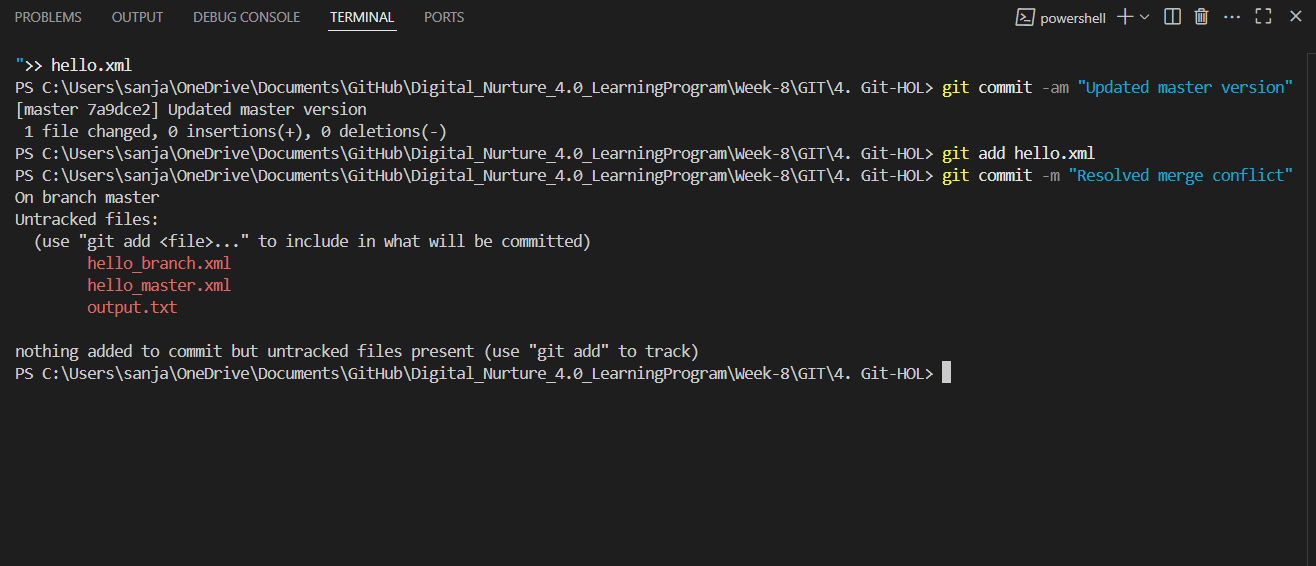 PROBLEMS OUTPUT DEBUG CONSOLE TERMINAL PORTS powershell
">> hello.xml
PS C:\Users\sanja\OneDrive\Documents\GitHub\Digital_Nurture_4.0_LearningProgram\Week-8\GIT\4. Git-HOL> git commit -am "Updated master version"
[master 7a9dce2] Updated master version
 1 file changed, 0 insertions(+), 0 deletions(-)
PS C:\Users\sanja\OneDrive\Documents\GitHub\Digital_Nurture_4.0_LearningProgram\Week-8\GIT\4. Git-HOL> git add hello.xml
PS C:\Users\sanja\OneDrive\Documents\GitHub\Digital_Nurture_4.0_LearningProgram\Week-8\GIT\4. Git-HOL> git commit -m "Resolved merge conflict"
On branch master
Untracked files:
  (use "git add <file>..." to include in what will be committed)
        hello_branch.xml
        hello_master.xml
        output.txt
nothing added to commit but untracked files present (use "git add" to track)
PS C:\Users\sanja\OneDrive\Documents\GitHub\Digital_Nurture_4.0_LearningProgram\Week-8\GIT\4. Git-HOL>